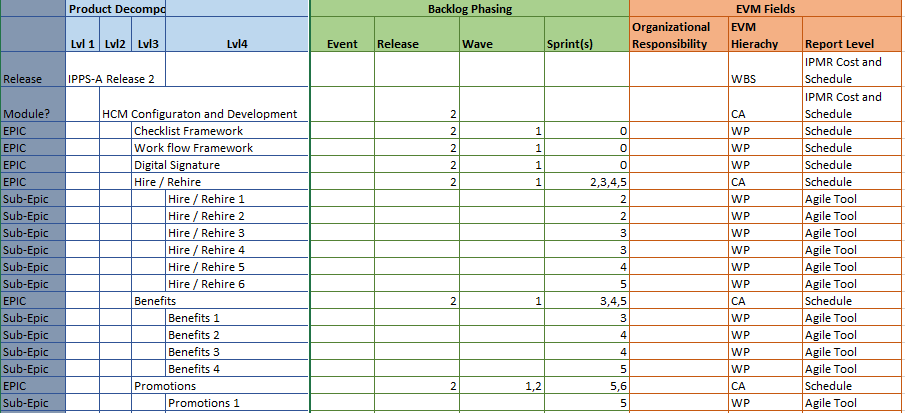 Product Decompo Backlog Phasing EVM Fields
Lvl 1 Lvl2 Lvl3 Lvl4 Event Release Wave Sprint(s) Organizational Responsibility EVM Hierachy Report Level
Release IPPS-A Release 2 WBS IPMR Cost and Schedule
Module? HCM Configuraton and Development 2 CA IPMR Cost and Schedule
EPIC Checklist Framework 2 1 0 WP Schedule
EPIC Work flow Framework 2 1 0 WP Schedule
EPIC Digital Signature 2 1 0 WP Schedule
EPIC Hire / Rehire 2 1 2,3,4,5 CA Schedule
Sub-Epic Hire / Rehire 1 2 WP Agile Tool
Sub-Epic Hire / Rehire 2 2 WP Agile Tool
Sub-Epic Hire / Rehire 3 3 WP Agile Tool
Sub-Epic Hire / Rehire 4 3 WP Agile Tool
Sub-Epic Hire / Rehire 5 4 WP Agile Tool
Sub-Epic Hire / Rehire 6 5 WP Agile Tool
EPIC Benefits 2 1 3,4,5 CA Schedule
Sub-Epic Benefits 1 3 WP Agile Tool
Sub-Epic Benefits 2 4 WP Agile Tool
Sub-Epic Benefits 3 4 WP Agile Tool
Sub-Epic Benefits 4 5 WP Agile Tool
EPIC Promotions 2 1,2 5,6 CA Schedule
Sub-Epic Promotions 1 5 WP Agile Tool